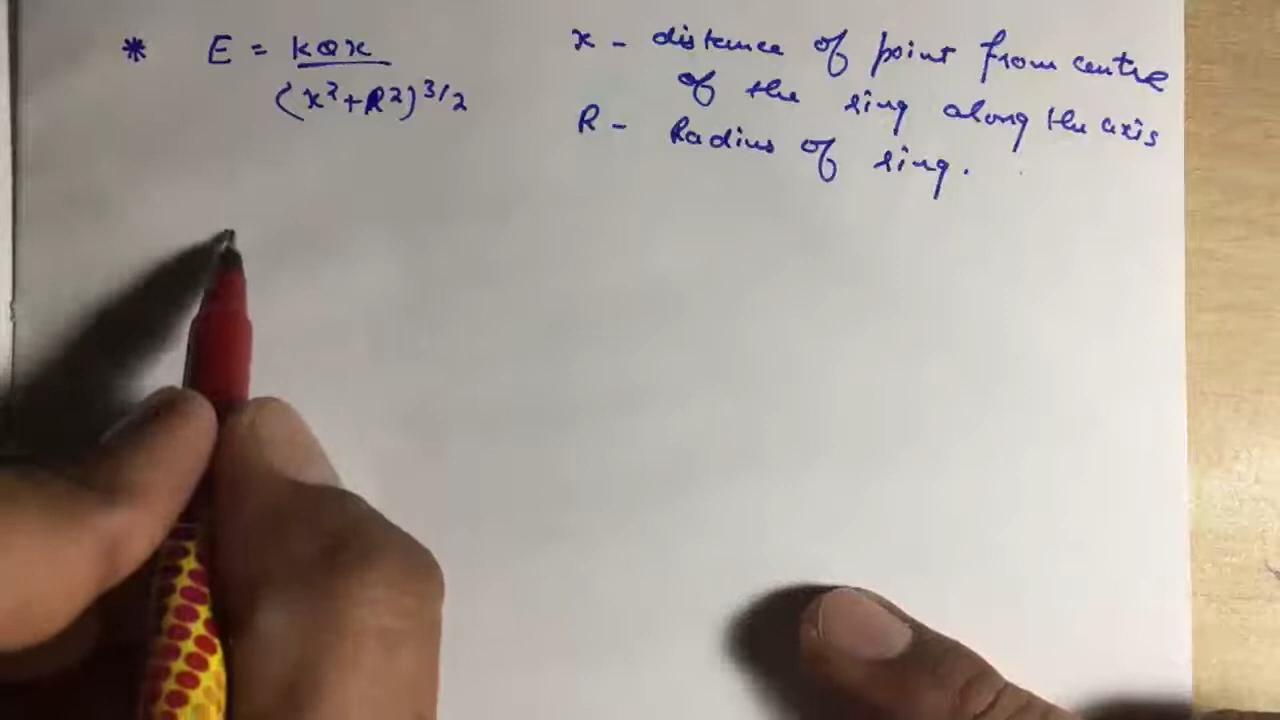 * E = kQx
(x²+R²)^3/2
x - distance of point from centre
of the ring along the axis
R - Radius of ring.